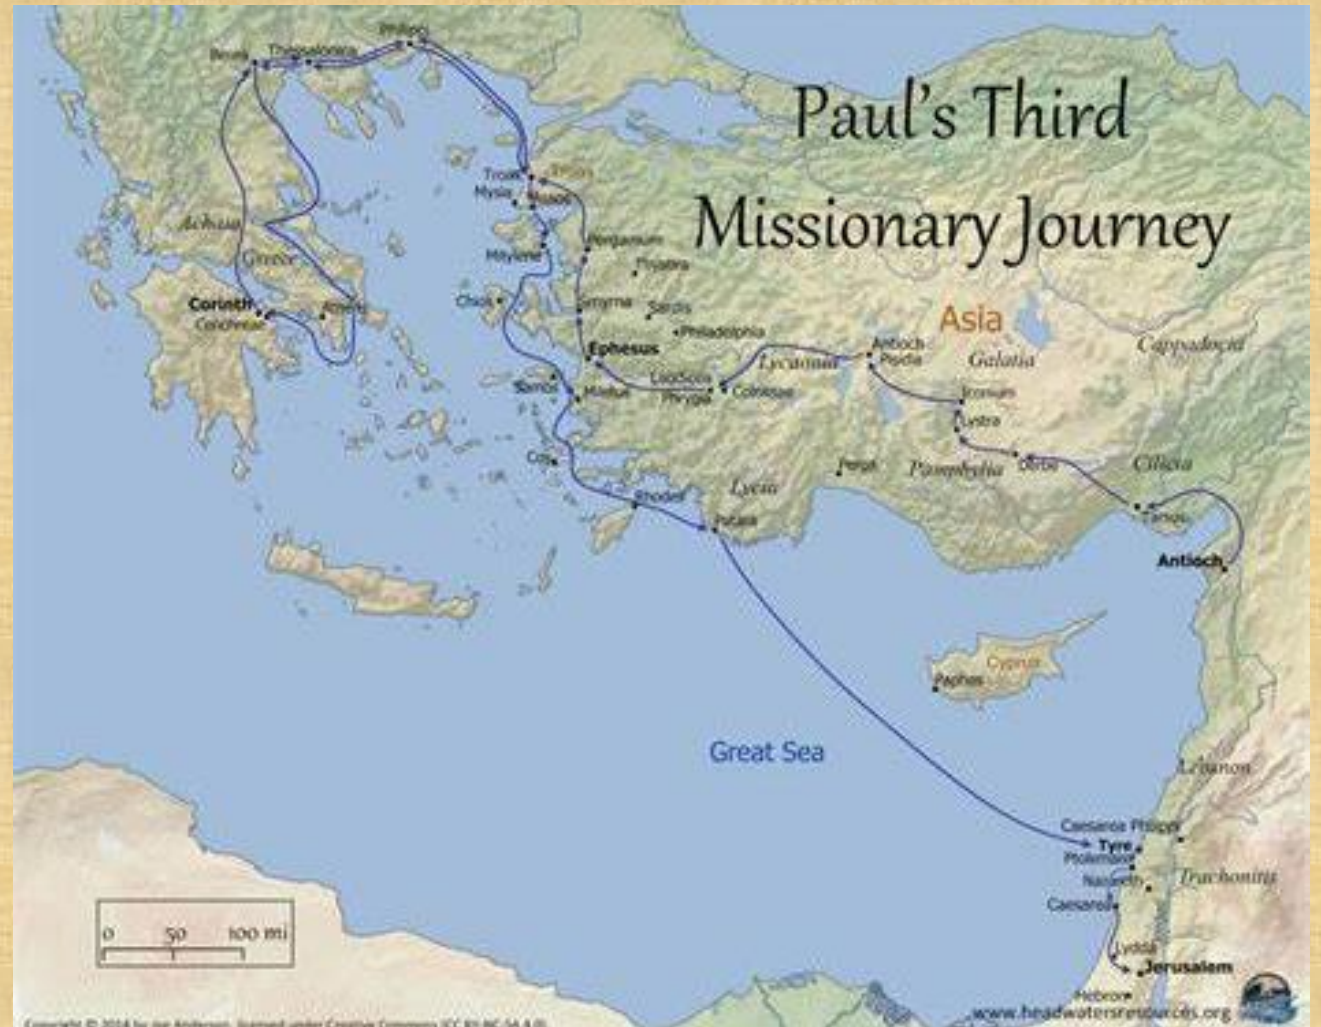 Paul's Third
Missionary Journey
Berea
Thessalonica
Philippi
Troas
Mysia
Assos
Mitylene
Pergamum
Thyatira
Chios
Smyrna
Sardis
Philadelphia
Ephesus
Achaia
Greece
Corinth
Cenchreae
Athens
Asia
Galatia
Cappadocia
Antioch
Pisidia
Lycaonia
Laodicea
Phrygia
Colossae
Iconium
Lystra
Derbe
Samos
Miletus
Cos
Rhodes
Patara
Lycia
Perga
Pamphylia
Cilicia
Tarsus
Antioch
Cyprus
Paphos
Great Sea
Lebanon
Caesarea Philippi
Tyre
Ptolemais
Nazareth
Trachonitis
Caesarea
Lydda
Jerusalem
Hebron
0 50 100 mi
www.headwatersresources.org